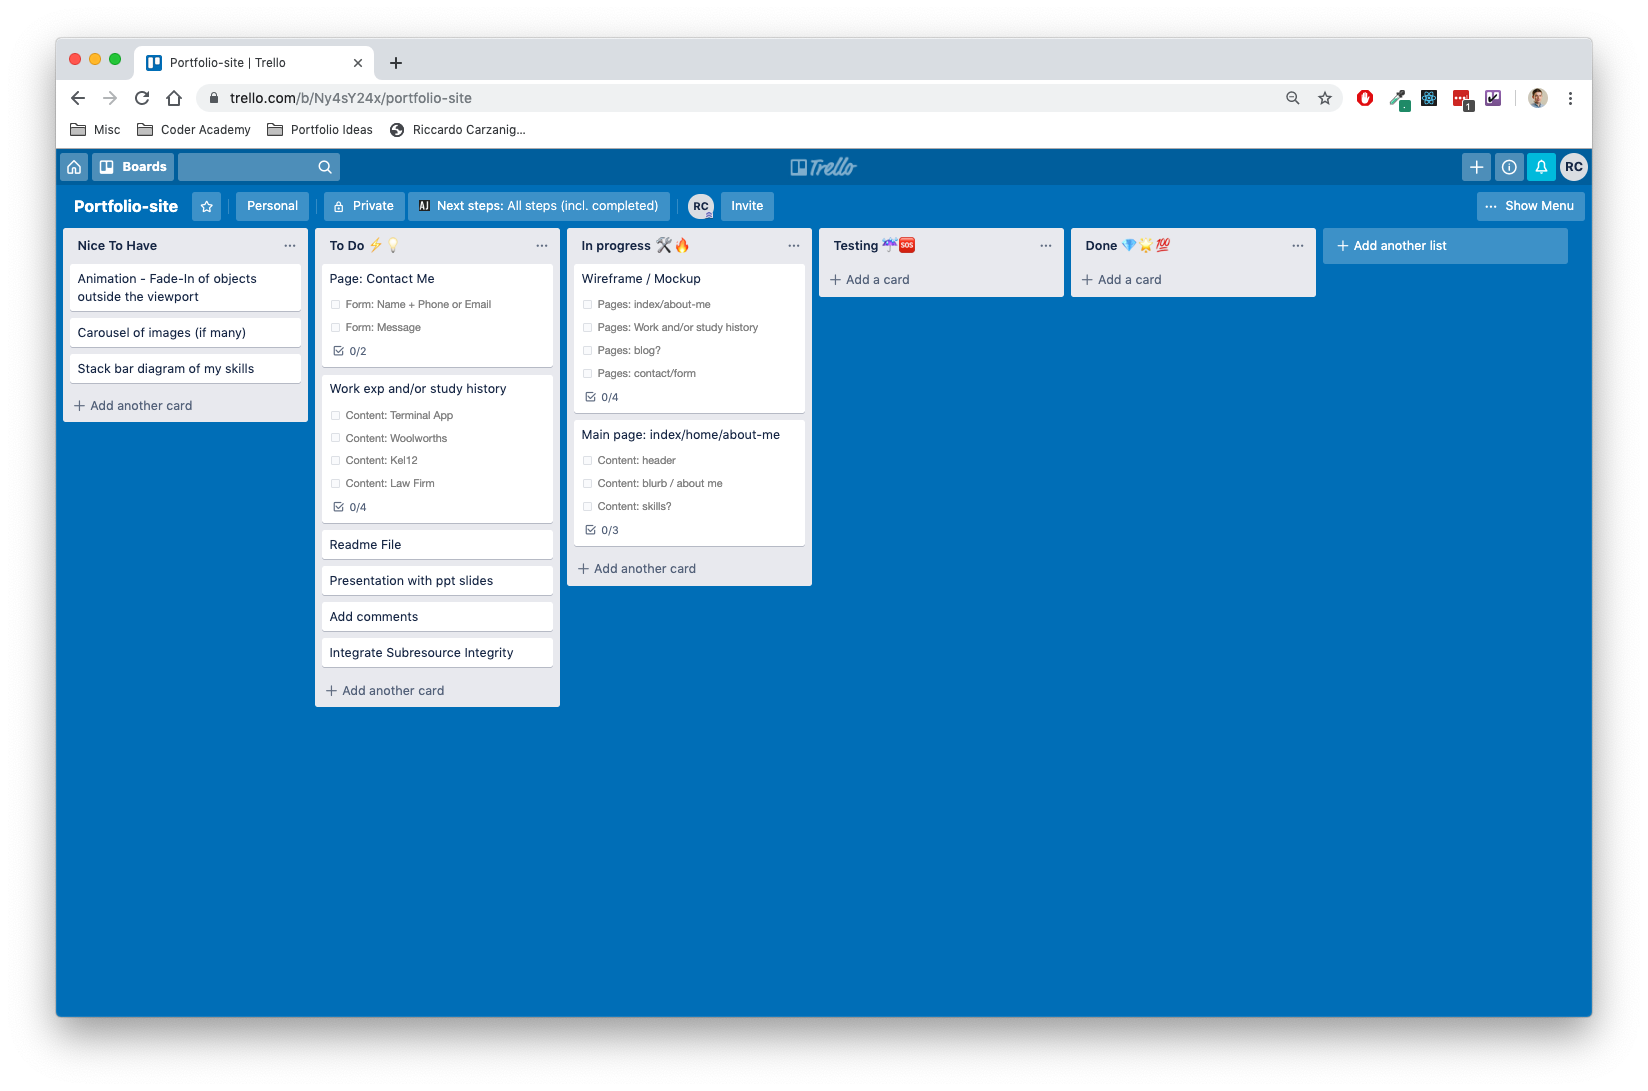 Portfolio-site | Trello
trello.com/b/Ny4sY24x/portfolio-site
1
Misc
Coder Academy
Portfolio Ideas
Riccardo Carzanig...
Boards
Trello
RC
Portfolio-site
Personal
Private
AJ Next steps: All steps (incl. completed)
RC
Invite
... Show Menu
Nice To Have
Animation - Fade-In of objects
outside the viewport
Carousel of images (if many)
Stack bar diagram of my skills
+ Add another card
To Do ⚡💡
Page: Contact Me
Form: Name + Phone or Email
Form: Message
0/2
Work exp and/or study history
Content: Terminal App
Content: Woolworths
Content: Kel12
Content: Law Firm
0/4
Readme File
Presentation with ppt slides
Add comments
Integrate Subresource Integrity
+ Add another card
In progress 🛠🔥
Wireframe / Mockup
Pages: index/about-me
Pages: Work and/or study history
Pages: blog?
Pages: contact/form
0/4
Main page: index/home/about-me
Content: header
Content: blurb / about me
Content: skills?
0/3
+ Add another card
Testing ☔🆘
+ Add a card
Done 💎🌟💯
+ Add a card
+ Add another list